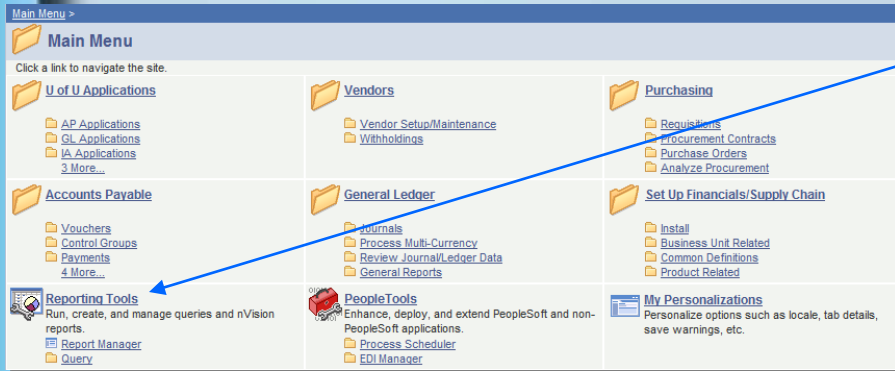 Main Menu >
Main Menu
Click a link to navigate the site.
U of U Applications
AP Applications
GL Applications
IA Applications
3 More...
Vendors
Vendor Setup/Maintenance
Withholdings
Purchasing
Requisitions
Procurement Contracts
Purchase Orders
Analyze Procurement
Accounts Payable
Vouchers
Control Groups
Payments
4 More...
General Ledger
Journals
Process Multi-Currency
Review Journal/Ledger Data
General Reports
Set Up Financials/Supply Chain
Install
Business Unit Related
Common Definitions
Product Related
Reporting Tools
Run, create, and manage queries and nVision
reports.
Report Manager
Query
PeopleTools
Enhance, deploy, and extend PeopleSoft and non-
PeopleSoft applications.
Process Scheduler
EDI Manager
My Personalizations
Personalize options such as locale, tab details,
save warnings, etc.